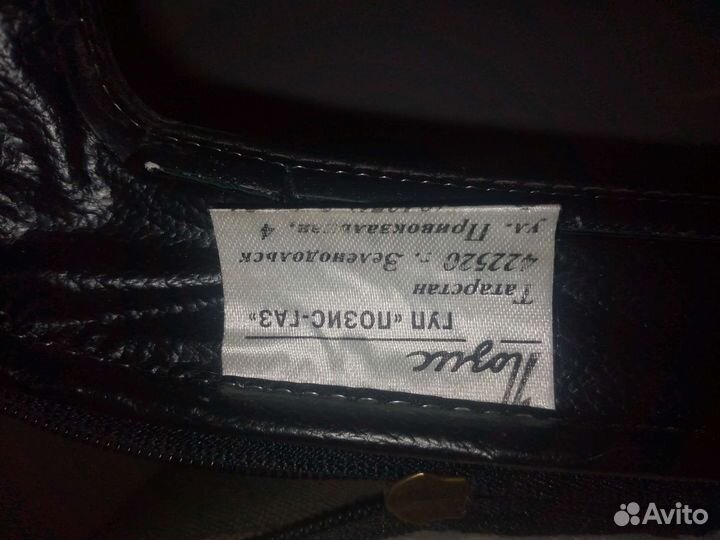 Позис
ГУП «ПОЗИС-ГАЗ»
Татарстан
422520 г. Зеленодольск
ул. Привокзальная, 4
Avito